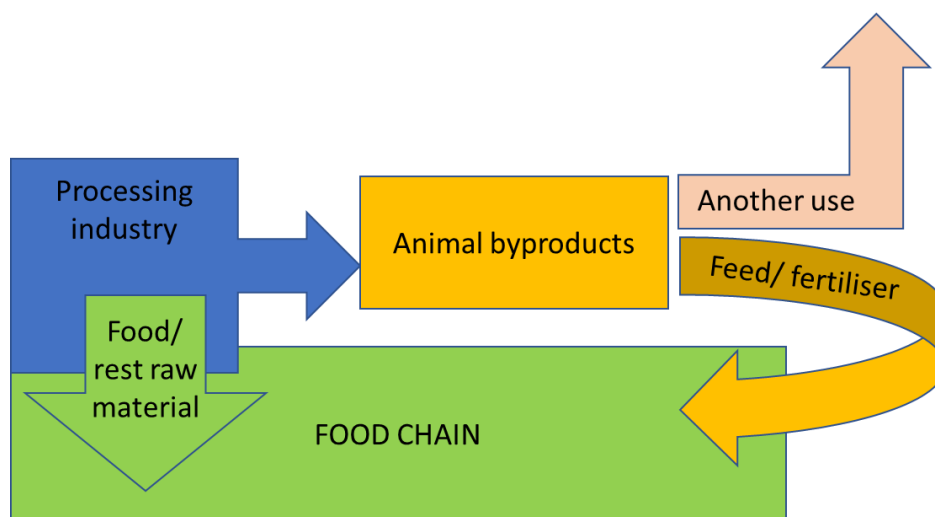 Processing
industry
Animal byproducts
Another use
Feed/ fertiliser
Food/
rest raw
material
FOOD CHAIN